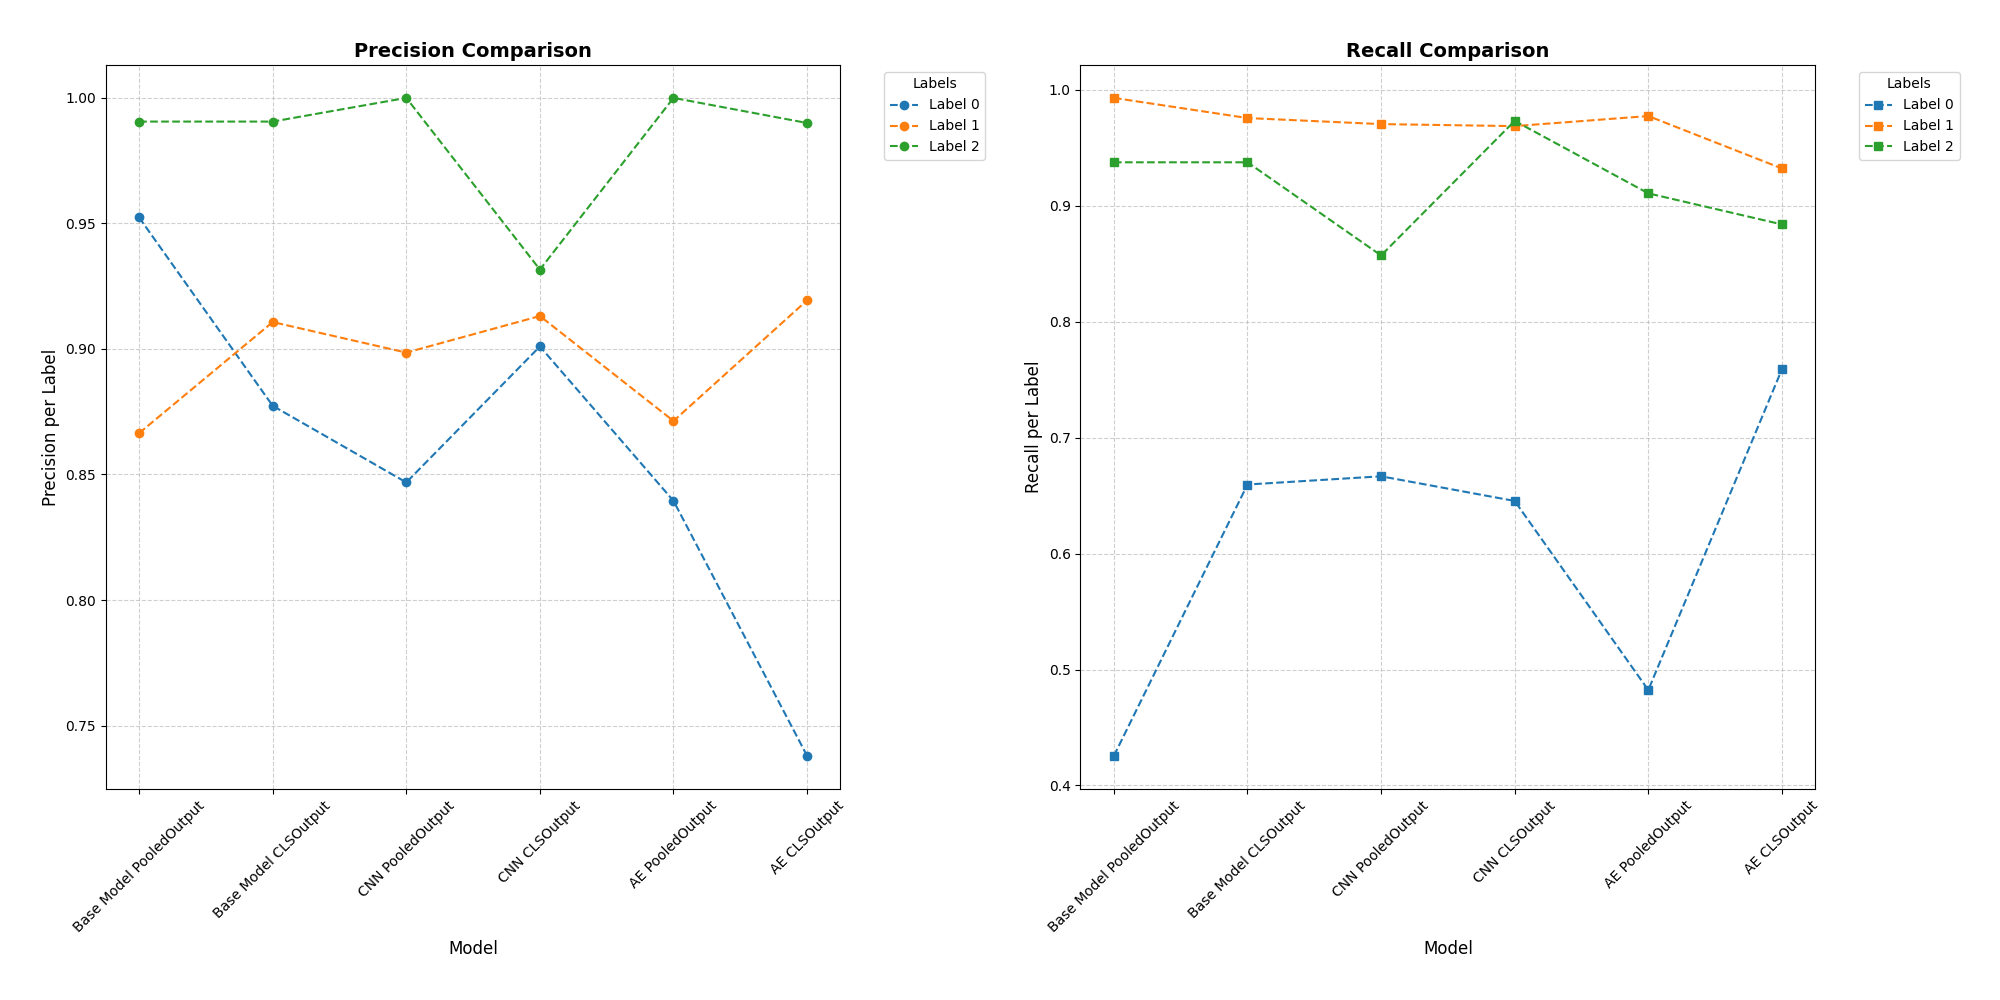 Precision Comparison
Precision per Label
1.00
0.95
0.90
0.85
0.80
0.75
Base Model PooledOutput
Base Model CLSOutput
CNN PooledOutput
CNN CLSOutput
AE PooledOutput
AE CLSOutput
Model
Labels
Label 0
Label 1
Label 2
Recall Comparison
Recall per Label
1.0
0.9
0.8
0.7
0.6
0.5
0.4
Base Model PooledOutput
Base Model CLSOutput
CNN PooledOutput
CNN CLSOutput
AE PooledOutput
AE CLSOutput
Model
Labels
Label 0
Label 1
Label 2